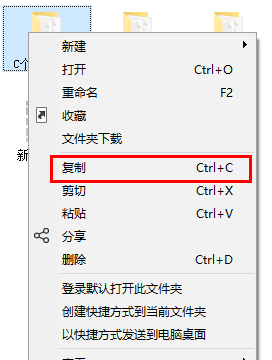 C个
新
新建
打开 Ctrl+O
重命名 F2
收藏
文件夹下载
复制 Ctrl+C
剪切 Ctrl+X
粘贴 Ctrl+V
分享
删除 Ctrl+D
登录默认打开此文件夹
创建快捷方式到当前文件夹
以快捷方式发送到电脑桌面